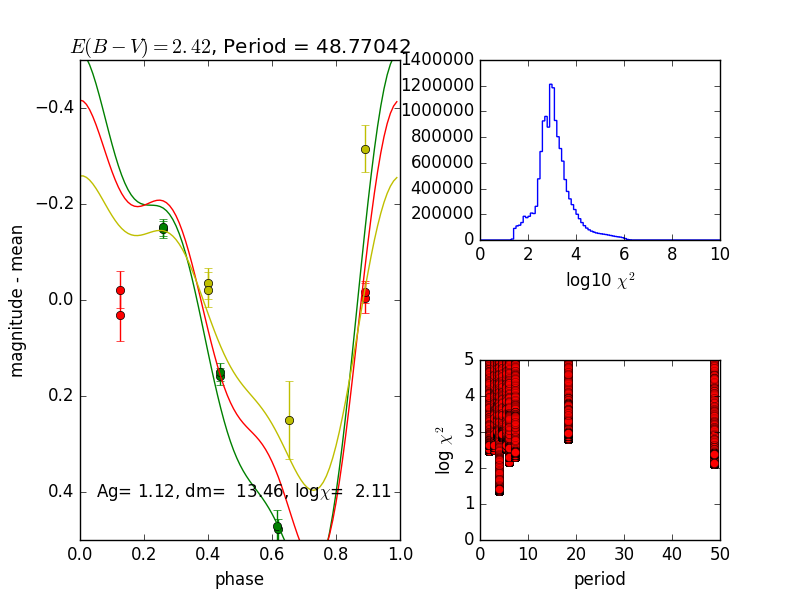 E(B − V) = 2.42, Period = 48.77042
−0.4
−0.2
0.0
0.2
0.4
magnitude - mean
Ag= 1.12, dm= 13.46, logχ= 2.11
0.0 0.2 0.4 0.6 0.8 1.0
phase
1400000
1200000
1000000
800000
600000
400000
200000
0
0 2 4 6 8 10
log10 χ²
5
4
3
2
1
0
log χ²
0 10 20 30 40 50
period